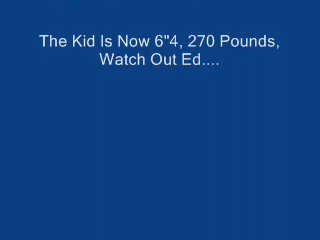 The Kid Is Now 6"4, 270 Pounds,
Watch Out Ed....